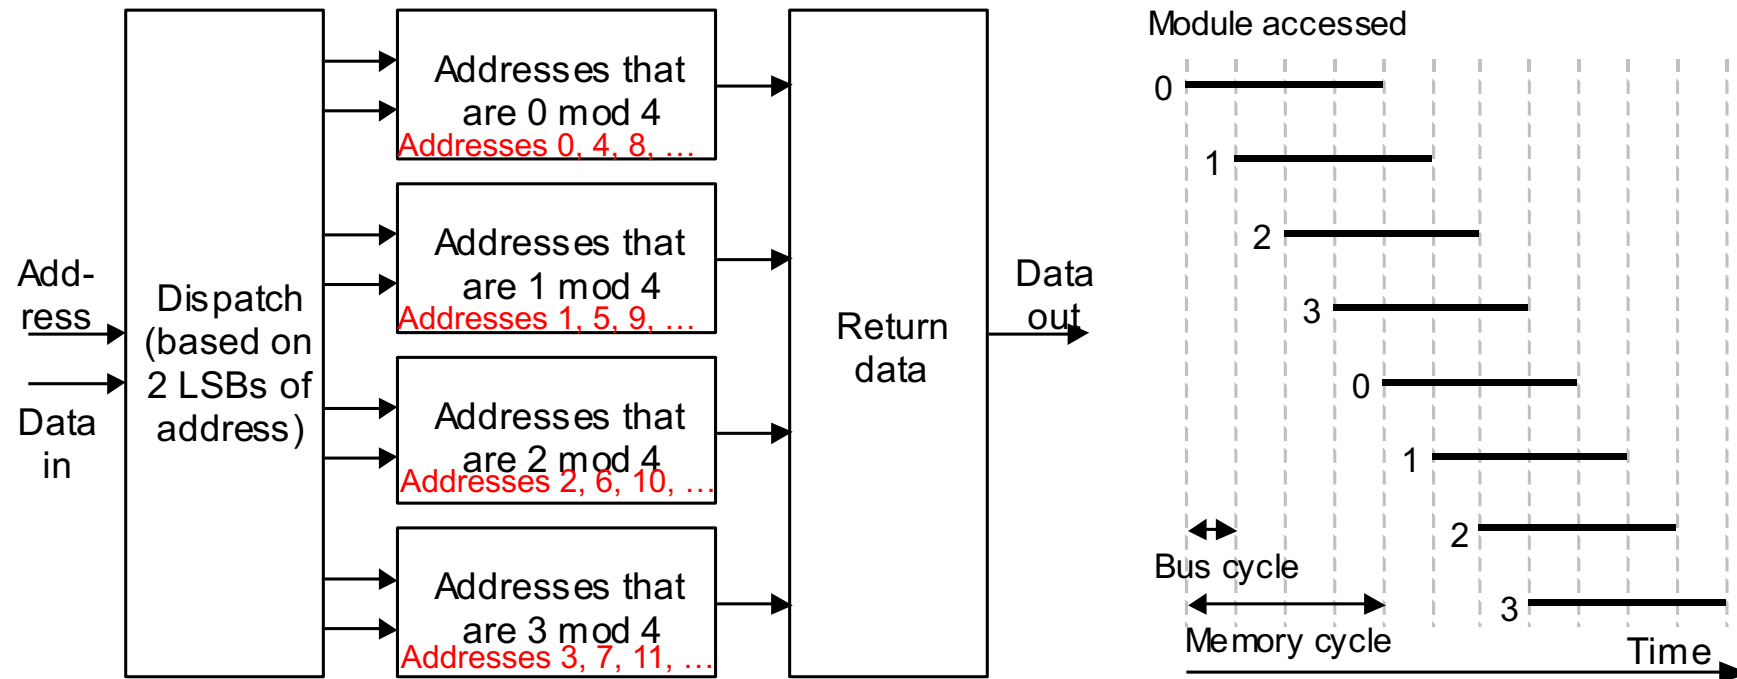 Add-
ress
Data
in
Dispatch
(based on
2 LSBs of
address)
Addresses that
are 0 mod 4
Addresses 0, 4, 8, …
Addresses that
are 1 mod 4
Addresses 1, 5, 9, …
Addresses that
are 2 mod 4
Addresses 2, 6, 10, …
Addresses that
are 3 mod 4
Addresses 3, 7, 11, …
Return
data
Data
out
Module accessed
0
1
2
3
0
1
2
3
Bus cycle
Memory cycle
Time